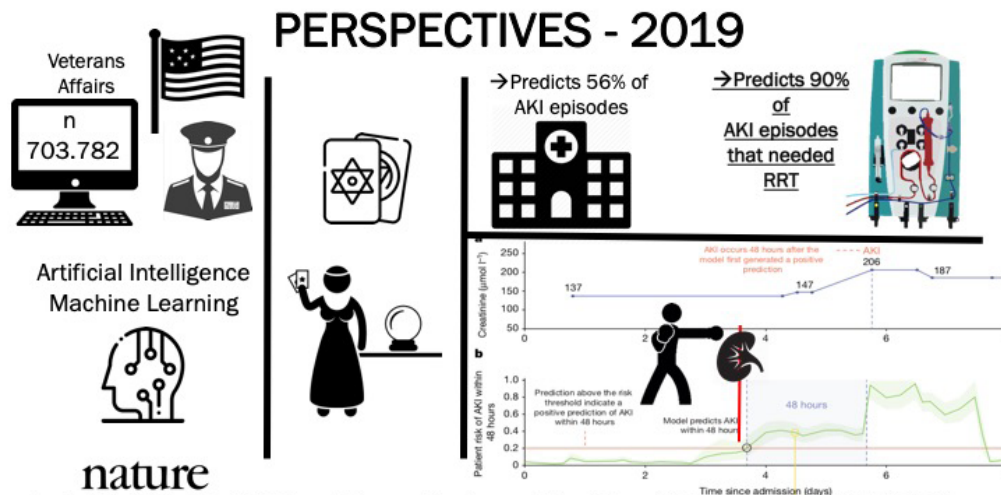 PERSPECTIVES - 2019
Veterans
Affairs
n
703.782
Artificial Intelligence
Machine Learning
nature
→Predicts 56% of
AKI episodes
→Predicts 90%
of
AKI episodes
that needed
RRT
a
AKI occurs 48 hours after the
model first generated a positive
prediction
AKI
Creatinine (μmol l⁻¹)
250
200
150
100
50
137
147
206
187
0
2
4
6
b
Patient risk of AKI within
48 hours
1.0
0.8
0.6
0.4
0.2
0
Prediction above the risk
threshold indicate a
positive prediction of AKI
within 48 hours
Model predicts AKI
within 48 hours
48 hours
0
2
4
6
Time since admission (days)